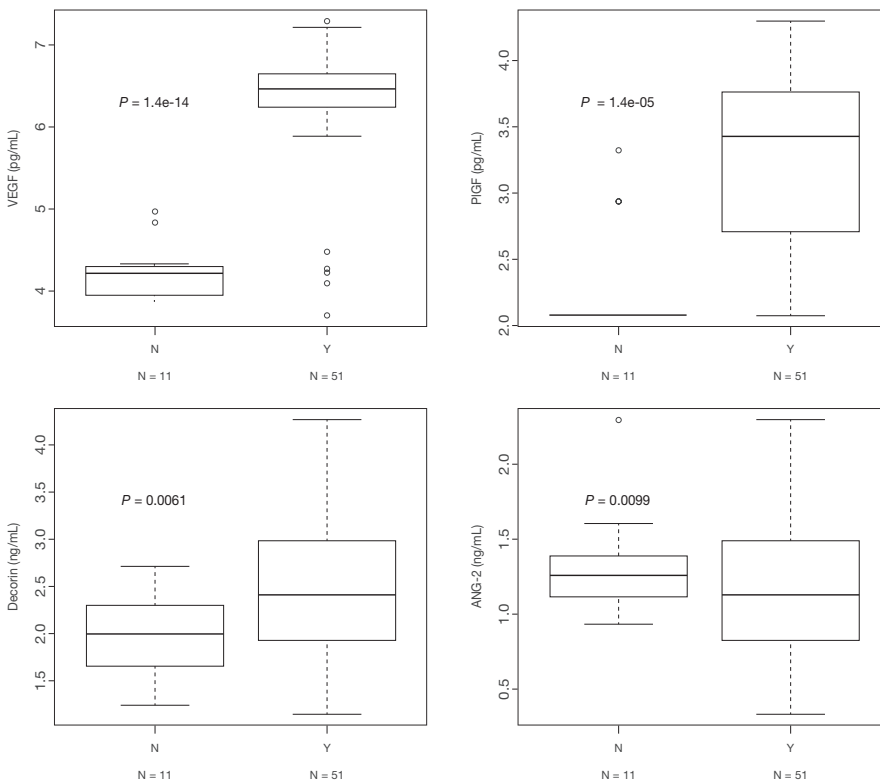 VEGF (pg/mL)
7
6
5
4
P = 1.4e-14
N Y
N = 11 N = 51
PlGF (pg/mL)
4.0
3.5
3.0
2.5
2.0
P = 1.4e-05
N Y
N = 11 N = 51
Decorin (ng/mL)
4.0
3.5
3.0
2.5
2.0
1.5
P = 0.0061
N Y
N = 11 N = 51
ANG-2 (ng/mL)
2.0
1.5
1.0
0.5
P = 0.0099
N Y
N = 11 N = 51